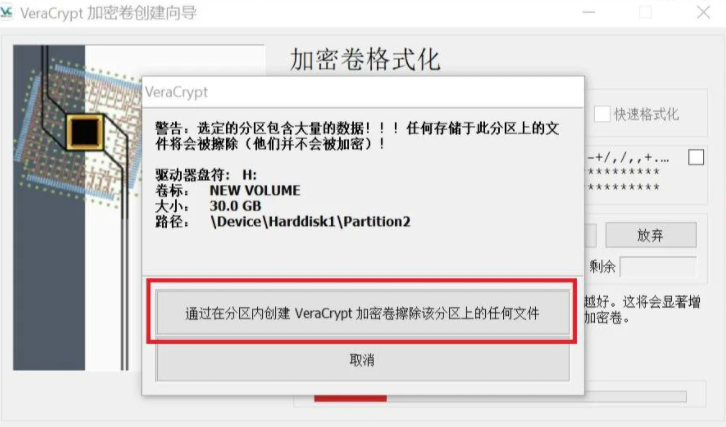 VeraCrypt 加密卷创建向导
加密卷格式化
VeraCrypt
警告：选定的分区包含大量的数据！！！任何存储于此分区上的文
件将会被擦除（他们并不会被加密）！
驱动器盘符： H:
卷标： NEW VOLUME
大小： 30.0 GB
路径： \Device\Harddisk1\Partition2
通过在分区内创建 VeraCrypt 加密卷擦除该分区上的任何文件
取消
快速格式化
-+/,/,,+....
*********
*********
放弃
剩余
越好。这将会显著增
加密卷。